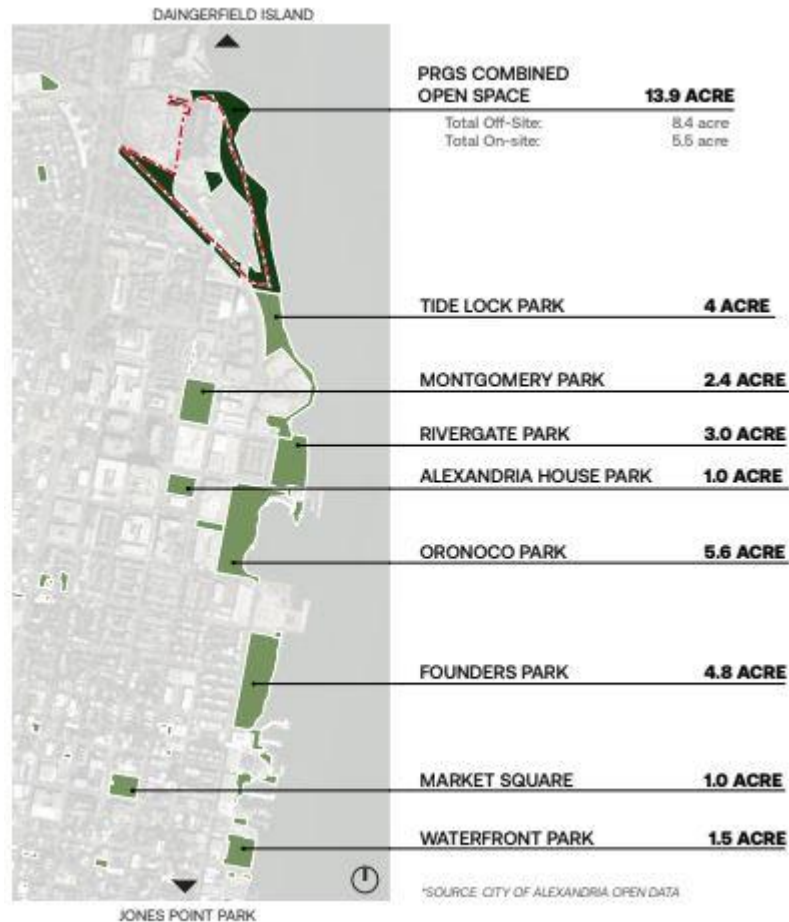 DAINGERFIELD ISLAND
PRGS COMBINED
OPEN SPACE 13.9 ACRE
Total Off-Site: 8.4 acre
Total On-site: 5.5 acre
TIDE LOCK PARK 4 ACRE
MONTGOMERY PARK 2.4 ACRE
RIVERGATE PARK 3.0 ACRE
ALEXANDRIA HOUSE PARK 1.0 ACRE
ORONOCO PARK 5.6 ACRE
FOUNDERS PARK 4.8 ACRE
MARKET SQUARE 1.0 ACRE
WATERFRONT PARK 1.5 ACRE
*SOURCE: CITY OF ALEXANDRIA OPEN DATA
JONES POINT PARK